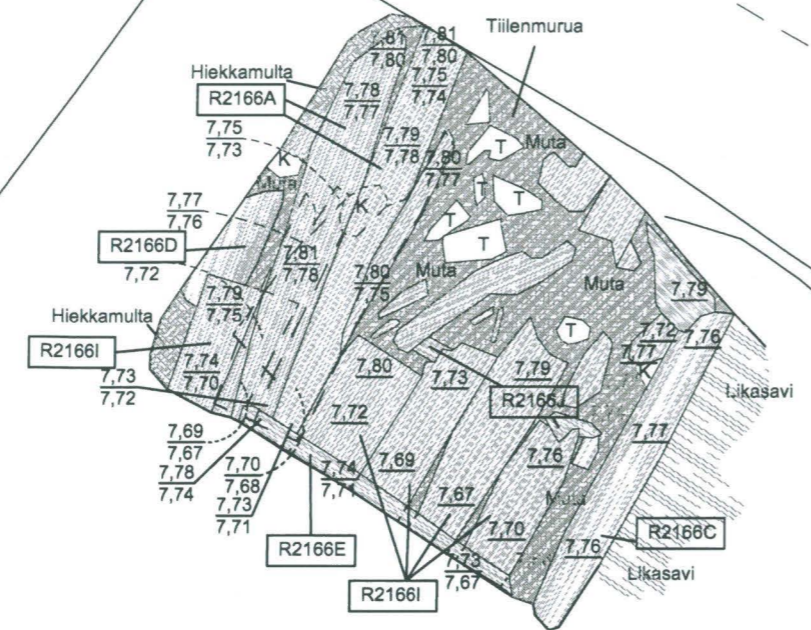 Tiilenmurua
7,81
7,80
7,81
7,80
Hiekkamulta
7,75
7,74
R2166A
7,78
7,77
7,75
7,73
7,79
7,78
Muta
T
7,80
7,77
K
Muta
T
T
K
7,77
7,76
T
T
R2166D
7,72
7,81
7,78
Muta
7,80
7,75
Muta
7,79
7,79
7,75
Hiekkamulta
T
7,72
7,77
7,76
R2166I
7,74
7,70
7,80
7,73
7,79
K
7,73
7,72
R2166J
Likasavi
7,72
7,77
7,69
7,67
7,78
7,74
7,70
7,68
7,73
7,71
7,74
7,71
7,69
7,76
7,67
Muta
7,70
R2166C
R2166E
7,76
7,73
7,67
Likasavi
R2166I